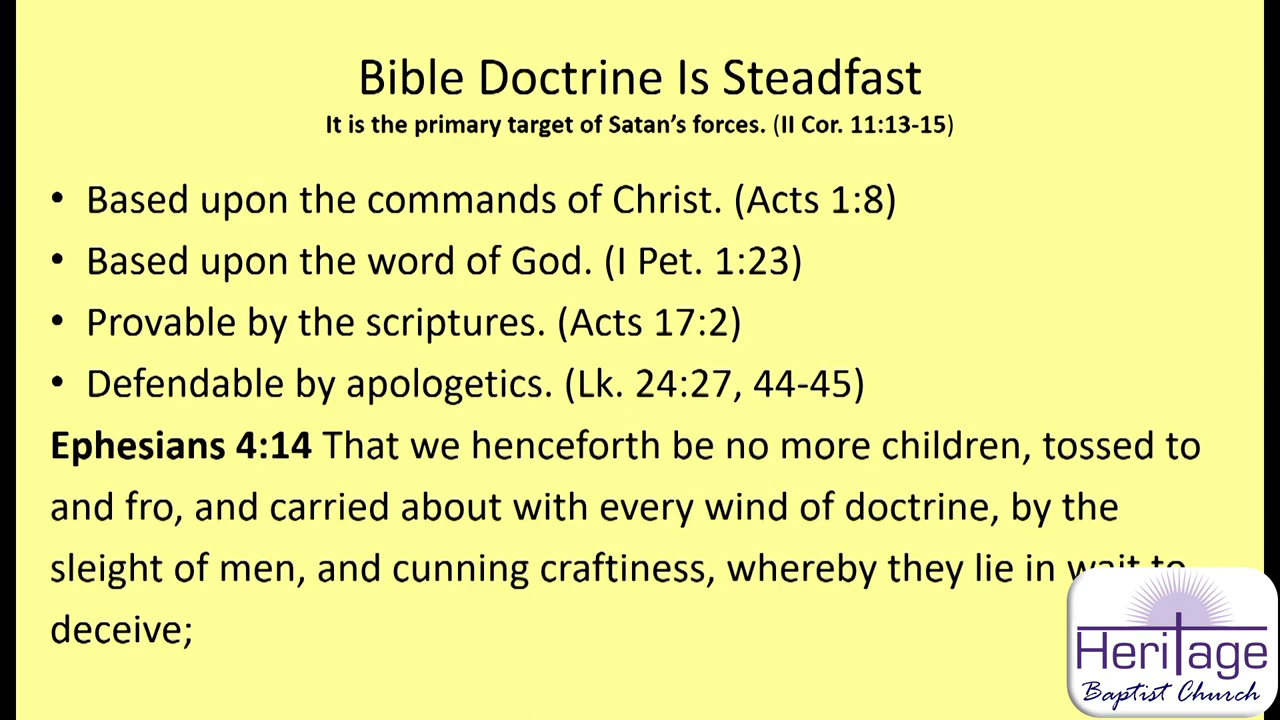 Bible Doctrine Is Steadfast
It is the primary target of Satan’s forces. (II Cor. 11:13-15)
• Based upon the commands of Christ. (Acts 1:8)
• Based upon the word of God. (I Pet. 1:23)
• Provable by the scriptures. (Acts 17:2)
• Defendable by apologetics. (Lk. 24:27, 44-45)
Ephesians 4:14 That we henceforth be no more children, tossed to
and fro, and carried about with every wind of doctrine, by the
sleight of men, and cunning craftiness, whereby they lie in wait to
deceive;
Heritage
Baptist Church